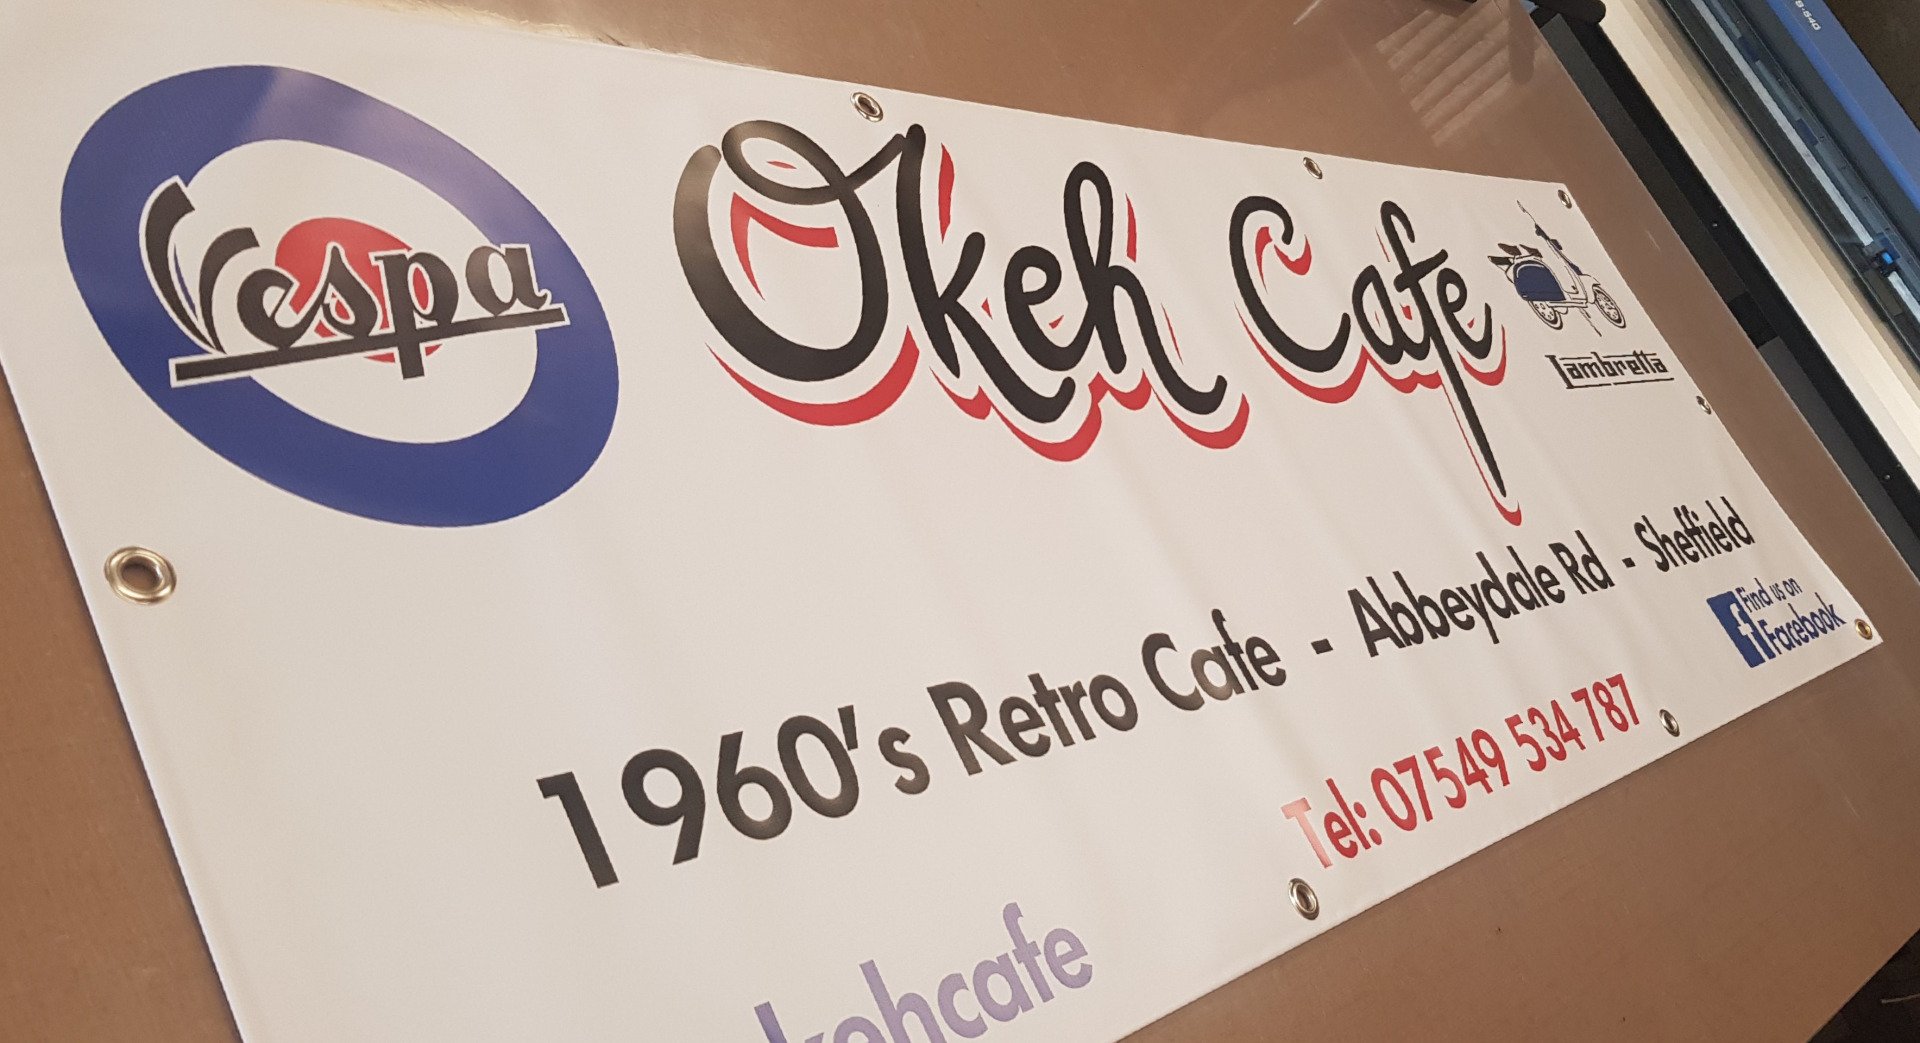 Vespa
Okeh Cafe
Lambretta
1960's Retro Cafe - Abbeydale Rd - Sheffield
Find us on
Facebook
Tel: 07549 534 787
kehcafe